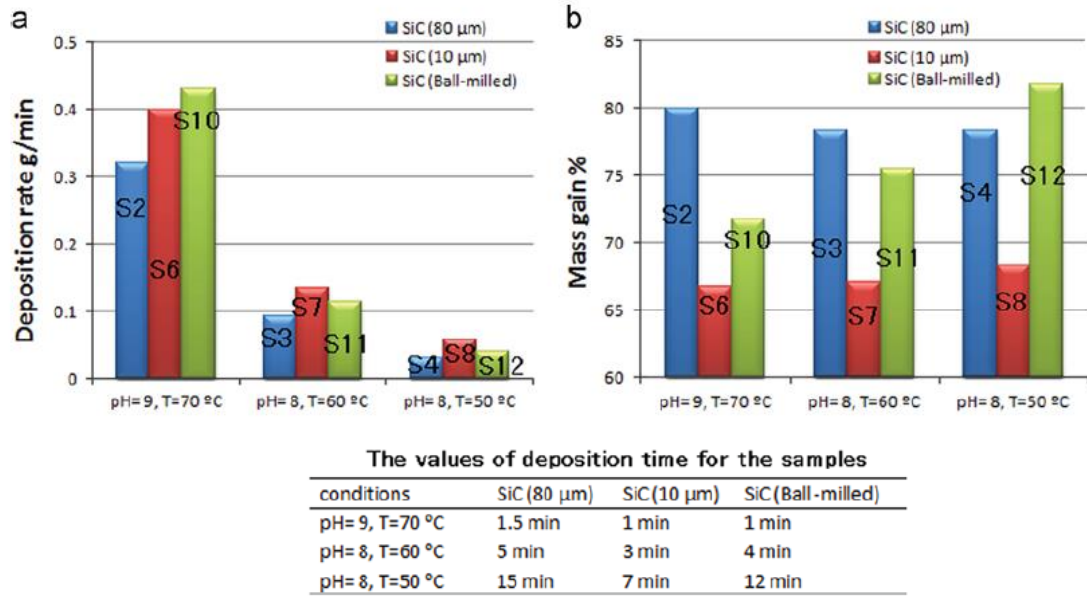 a
SiC (80 μm)
SiC (10 μm)
SiC (Ball-milled)
Deposition rate g/min
0.5
0.4
0.3
0.2
0.1
0
S2
S6
S10
S3
S7
S11
S4
S8
S12
pH= 9, T=70 ºC
pH= 8, T=60 ºC
pH= 8, T=50 ºC
b
SiC (80 μm)
SiC (10 μm)
SiC (Ball-milled)
Mass gain %
85
80
75
70
65
60
S2
S6
S10
S3
S7
S11
S4
S8
S12
pH= 9, T=70 ºC
pH= 8, T=60 ºC
pH= 8, T=50 ºC
The values of deposition time for the samples
conditions SiC (80 μm) SiC (10 μm) SiC (Ball-milled)
pH= 9, T=70 ºC 1.5 min 1 min 1 min
pH= 8, T=60 ºC 5 min 3 min 4 min
pH= 8, T=50 ºC 15 min 7 min 12 min